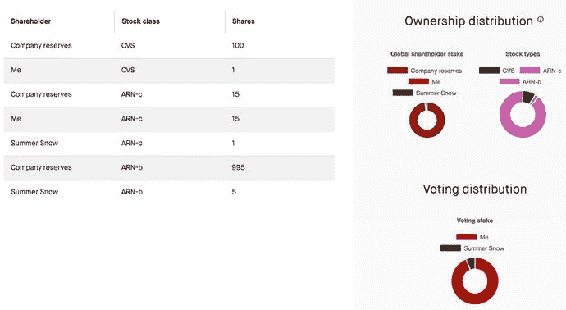 Shareholder Stock class Shares
Company reserves CVS 100
Me CVS 1
Company reserves ARN-c 15
Me ARN-c 15
Summer Snow ARN-c 1
Company reserves ARN-b 995
Summer Snow ARN-b 5
Ownership distribution
Global shareholder stake
Company reserves
Me
Summer Snow
Stock types
CVS ARN-c
ARN-b
Voting distribution
Voting stake
Me
Summer Snow